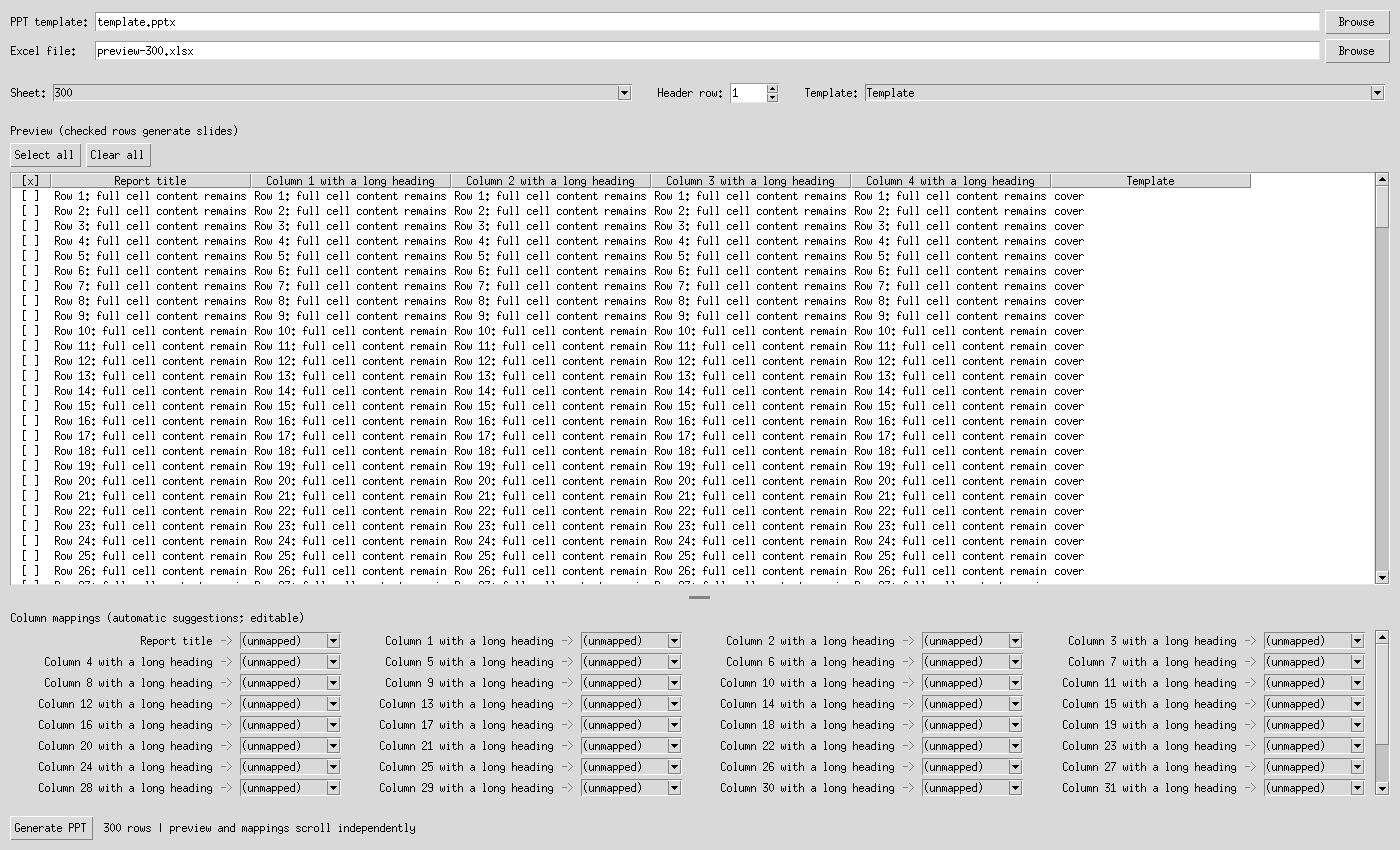 PPT template: template.pptx Browse
Excel file: preview-300.xlsx Browse
Sheet: 300 Header row: 1 Template: Template
Preview (checked rows generate slides)
Select all Clear all
[x] Report title Column 1 with a long heading Column 2 with a long heading Column 3 with a long heading Column 4 with a long heading Template
[ ] Row 1: full cell content remains Row 1: full cell content remains Row 1: full cell content remains Row 1: full cell content remains Row 1: full cell content remains cover
[ ] Row 2: full cell content remains Row 2: full cell content remains Row 2: full cell content remains Row 2: full cell content remains Row 2: full cell content remains cover
[ ] Row 3: full cell content remains Row 3: full cell content remains Row 3: full cell content remains Row 3: full cell content remains Row 3: full cell content remains cover
[ ] Row 4: full cell content remains Row 4: full cell content remains Row 4: full cell content remains Row 4: full cell content remains Row 4: full cell content remains cover
[ ] Row 5: full cell content remains Row 5: full cell content remains Row 5: full cell content remains Row 5: full cell content remains Row 5: full cell content remains cover
[ ] Row 6: full cell content remains Row 6: full cell content remains Row 6: full cell content remains Row 6: full cell content remains Row 6: full cell content remains cover
[ ] Row 7: full cell content remains Row 7: full cell content remains Row 7: full cell content remains Row 7: full cell content remains Row 7: full cell content remains cover
[ ] Row 8: full cell content remains Row 8: full cell content remains Row 8: full cell content remains Row 8: full cell content remains Row 8: full cell content remains cover
[ ] Row 9: full cell content remains Row 9: full cell content remains Row 9: full cell content remains Row 9: full cell content remains Row 9: full cell content remains cover
[ ] Row 10: full cell content remain Row 10: full cell content remain Row 10: full cell content remain Row 10: full cell content remain Row 10: full cell content remain cover
[ ] Row 11: full cell content remain Row 11: full cell content remain Row 11: full cell content remain Row 11: full cell content remain Row 11: full cell content remain cover
[ ] Row 12: full cell content remain Row 12: full cell content remain Row 12: full cell content remain Row 12: full cell content remain Row 12: full cell content remain cover
[ ] Row 13: full cell content remain Row 13: full cell content remain Row 13: full cell content remain Row 13: full cell content remain Row 13: full cell content remain cover
[ ] Row 14: full cell content remain Row 14: full cell content remain Row 14: full cell content remain Row 14: full cell content remain Row 14: full cell content remain cover
[ ] Row 15: full cell content remain Row 15: full cell content remain Row 15: full cell content remain Row 15: full cell content remain Row 15: full cell content remain cover
[ ] Row 16: full cell content remain Row 16: full cell content remain Row 16: full cell content remain Row 16: full cell content remain Row 16: full cell content remain cover
[ ] Row 17: full cell content remain Row 17: full cell content remain Row 17: full cell content remain Row 17: full cell content remain Row 17: full cell content remain cover
[ ] Row 18: full cell content remain Row 18: full cell content remain Row 18: full cell content remain Row 18: full cell content remain Row 18: full cell content remain cover
[ ] Row 19: full cell content remain Row 19: full cell content remain Row 19: full cell content remain Row 19: full cell content remain Row 19: full cell content remain cover
[ ] Row 20: full cell content remain Row 20: full cell content remain Row 20: full cell content remain Row 20: full cell content remain Row 20: full cell content remain cover
[ ] Row 21: full cell content remain Row 21: full cell content remain Row 21: full cell content remain Row 21: full cell content remain Row 21: full cell content remain cover
[ ] Row 22: full cell content remain Row 22: full cell content remain Row 22: full cell content remain Row 22: full cell content remain Row 22: full cell content remain cover
[ ] Row 23: full cell content remain Row 23: full cell content remain Row 23: full cell content remain Row 23: full cell content remain Row 23: full cell content remain cover
[ ] Row 24: full cell content remain Row 24: full cell content remain Row 24: full cell content remain Row 24: full cell content remain Row 24: full cell content remain cover
[ ] Row 25: full cell content remain Row 25: full cell content remain Row 25: full cell content remain Row 25: full cell content remain Row 25: full cell content remain cover
[ ] Row 26: full cell content remain Row 26: full cell content remain Row 26: full cell content remain Row 26: full cell content remain Row 26: full cell content remain cover
Column mappings (automatic suggestions; editable)
Report title -> (unmapped) Column 1 with a long heading -> (unmapped) Column 2 with a long heading -> (unmapped) Column 3 with a long heading -> (unmapped)
Column 4 with a long heading -> (unmapped) Column 5 with a long heading -> (unmapped) Column 6 with a long heading -> (unmapped) Column 7 with a long heading -> (unmapped)
Column 8 with a long heading -> (unmapped) Column 9 with a long heading -> (unmapped) Column 10 with a long heading -> (unmapped) Column 11 with a long heading -> (unmapped)
Column 12 with a long heading -> (unmapped) Column 13 with a long heading -> (unmapped) Column 14 with a long heading -> (unmapped) Column 15 with a long heading -> (unmapped)
Column 16 with a long heading -> (unmapped) Column 17 with a long heading -> (unmapped) Column 18 with a long heading -> (unmapped) Column 19 with a long heading -> (unmapped)
Column 20 with a long heading -> (unmapped) Column 21 with a long heading -> (unmapped) Column 22 with a long heading -> (unmapped) Column 23 with a long heading -> (unmapped)
Column 24 with a long heading -> (unmapped) Column 25 with a long heading -> (unmapped) Column 26 with a long heading -> (unmapped) Column 27 with a long heading -> (unmapped)
Column 28 with a long heading -> (unmapped) Column 29 with a long heading -> (unmapped) Column 30 with a long heading -> (unmapped) Column 31 with a long heading -> (unmapped)
Generate PPT 300 rows | preview and mappings scroll independently